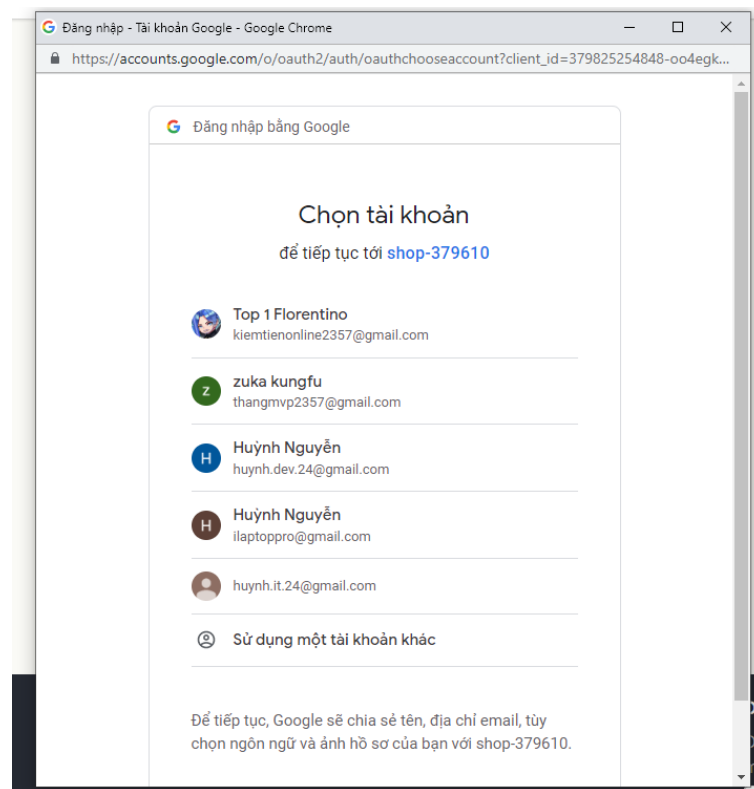 Đăng nhập - Tài khoản Google - Google Chrome
https://accounts.google.com/o/oauth2/auth/oauthchooseaccount?client_id=379825254848-oo4egk...
Đăng nhập bằng Google
Chọn tài khoản
để tiếp tục tới shop-379610
Top 1 Florentino
kiemtienonline2357@gmail.com
z
zuka kungfu
thangmvp2357@gmail.com
H
Huỳnh Nguyễn
huynh.dev.24@gmail.com
H
Huỳnh Nguyễn
ilaptoppro@gmail.com
huynh.it.24@gmail.com
Sử dụng một tài khoản khác
Để tiếp tục, Google sẽ chia sẻ tên, địa chỉ email, tùy
chọn ngôn ngữ và ảnh hồ sơ của bạn với shop-379610.